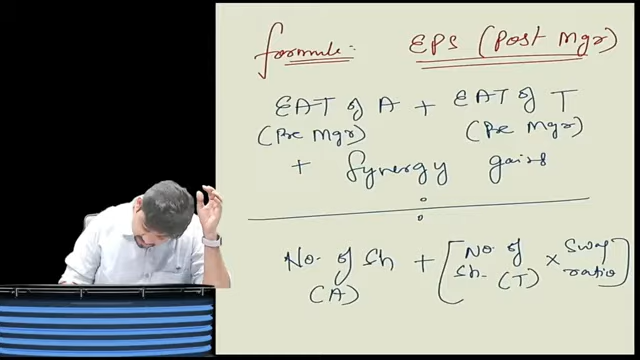 formule:- EPS (Post Mgr)
EAT of A + EAT of T
(Pre Mgr) (Pre Mgr)
+ Synergy gains
÷
No. of Sh + [No. of Sh. (T) × Swap ratio]
(A)